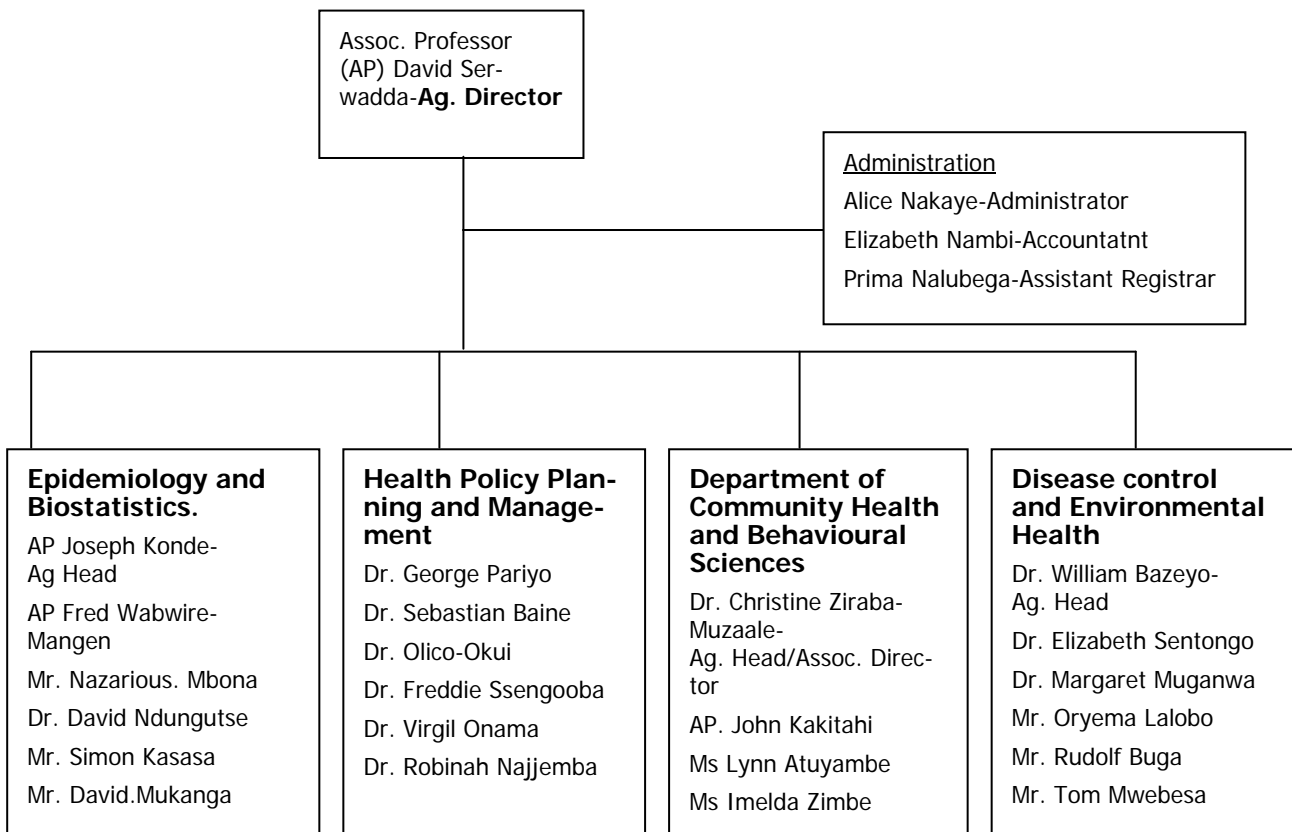 Assoc. Professor
(AP) David Ser-
wadda-Ag. Director
Administration
Alice Nakaye-Administrator
Elizabeth Nambi-Accountatnt
Prima Nalubega-Assistant Registrar
Epidemiology and
Biostatistics.
AP Joseph Konde-
Ag Head
AP Fred Wabwire-
Mangen
Mr. Nazarious. Mbona
Dr. David Ndungutse
Mr. Simon Kasasa
Mr. David.Mukanga
Health Policy Plan-
ning and Manage-
ment
Dr. George Pariyo
Dr. Sebastian Baine
Dr. Olico-Okui
Dr. Freddie Ssengooba
Dr. Virgil Onama
Dr. Robinah Najjemba
Department of
Community Health
and Behavioural
Sciences
Dr. Christine Ziraba-
Muzaale-
Ag. Head/Assoc. Direc-
tor
AP. John Kakitahi
Ms Lynn Atuyambe
Ms Imelda Zimbe
Disease control
and Environmental
Health
Dr. William Bazeyo-
Ag. Head
Dr. Elizabeth Sentongo
Dr. Margaret Muganwa
Mr. Oryema Lalobo
Mr. Rudolf Buga
Mr. Tom Mwebesa